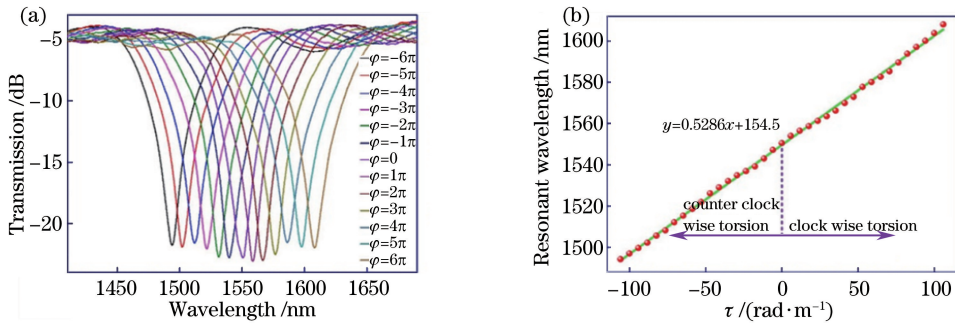 (a)
Transmission /dB
−5
−10
−15
−20
φ=−6π
φ=−5π
φ=−4π
φ=−3π
φ=−2π
φ=−1π
φ=0
φ=1π
φ=2π
φ=3π
φ=4π
φ=5π
φ=6π
1450 1500 1550 1600 1650
Wavelength /nm
(b)
Resonant wavelength /nm
1600
1580
1560
1540
1520
1500
y=0.5286x+154.5
counter clock
wise torsion
clock wise torsion
−100 −50 0 50 100
τ /(rad·m⁻¹)